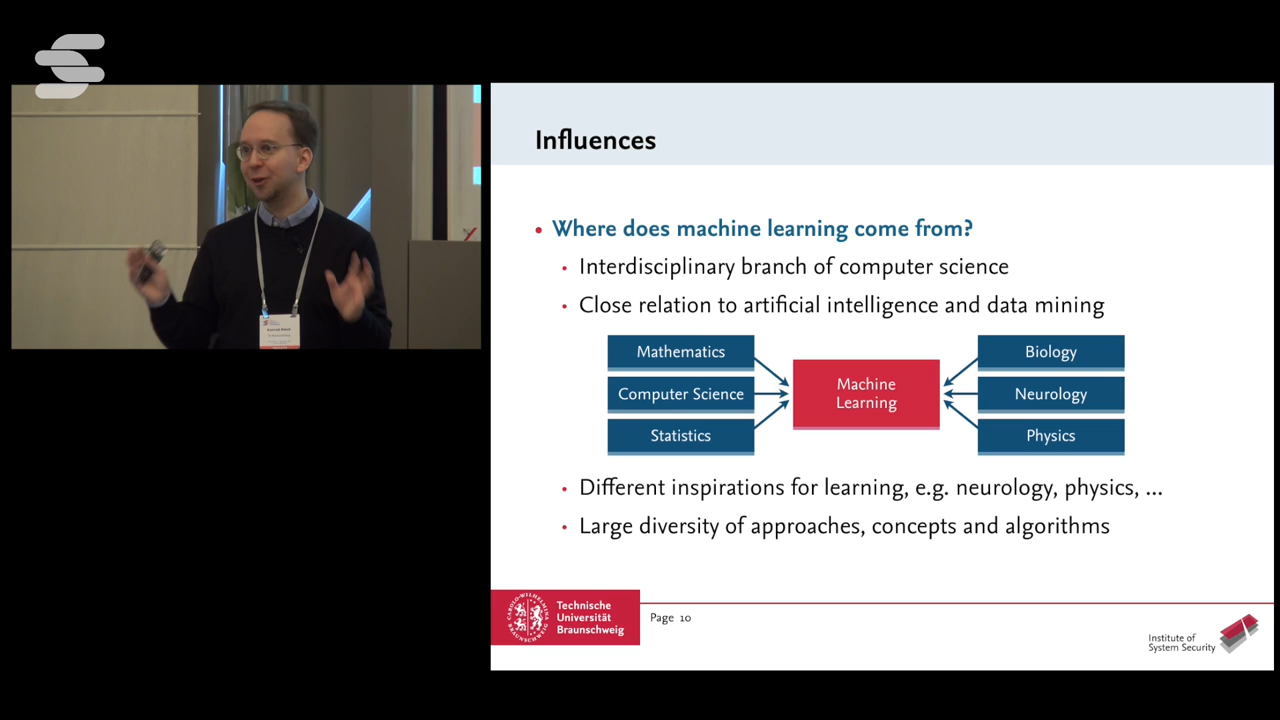 Influences
• Where does machine learning come from?
• Interdisciplinary branch of computer science
• Close relation to artificial intelligence and data mining
Mathematics
Computer Science
Statistics
Machine
Learning
Biology
Neurology
Physics
• Different inspirations for learning, e.g. neurology, physics, ...
• Large diversity of approaches, concepts and algorithms
Technische
Universität
Braunschweig
Page 10
Institute of
System Security